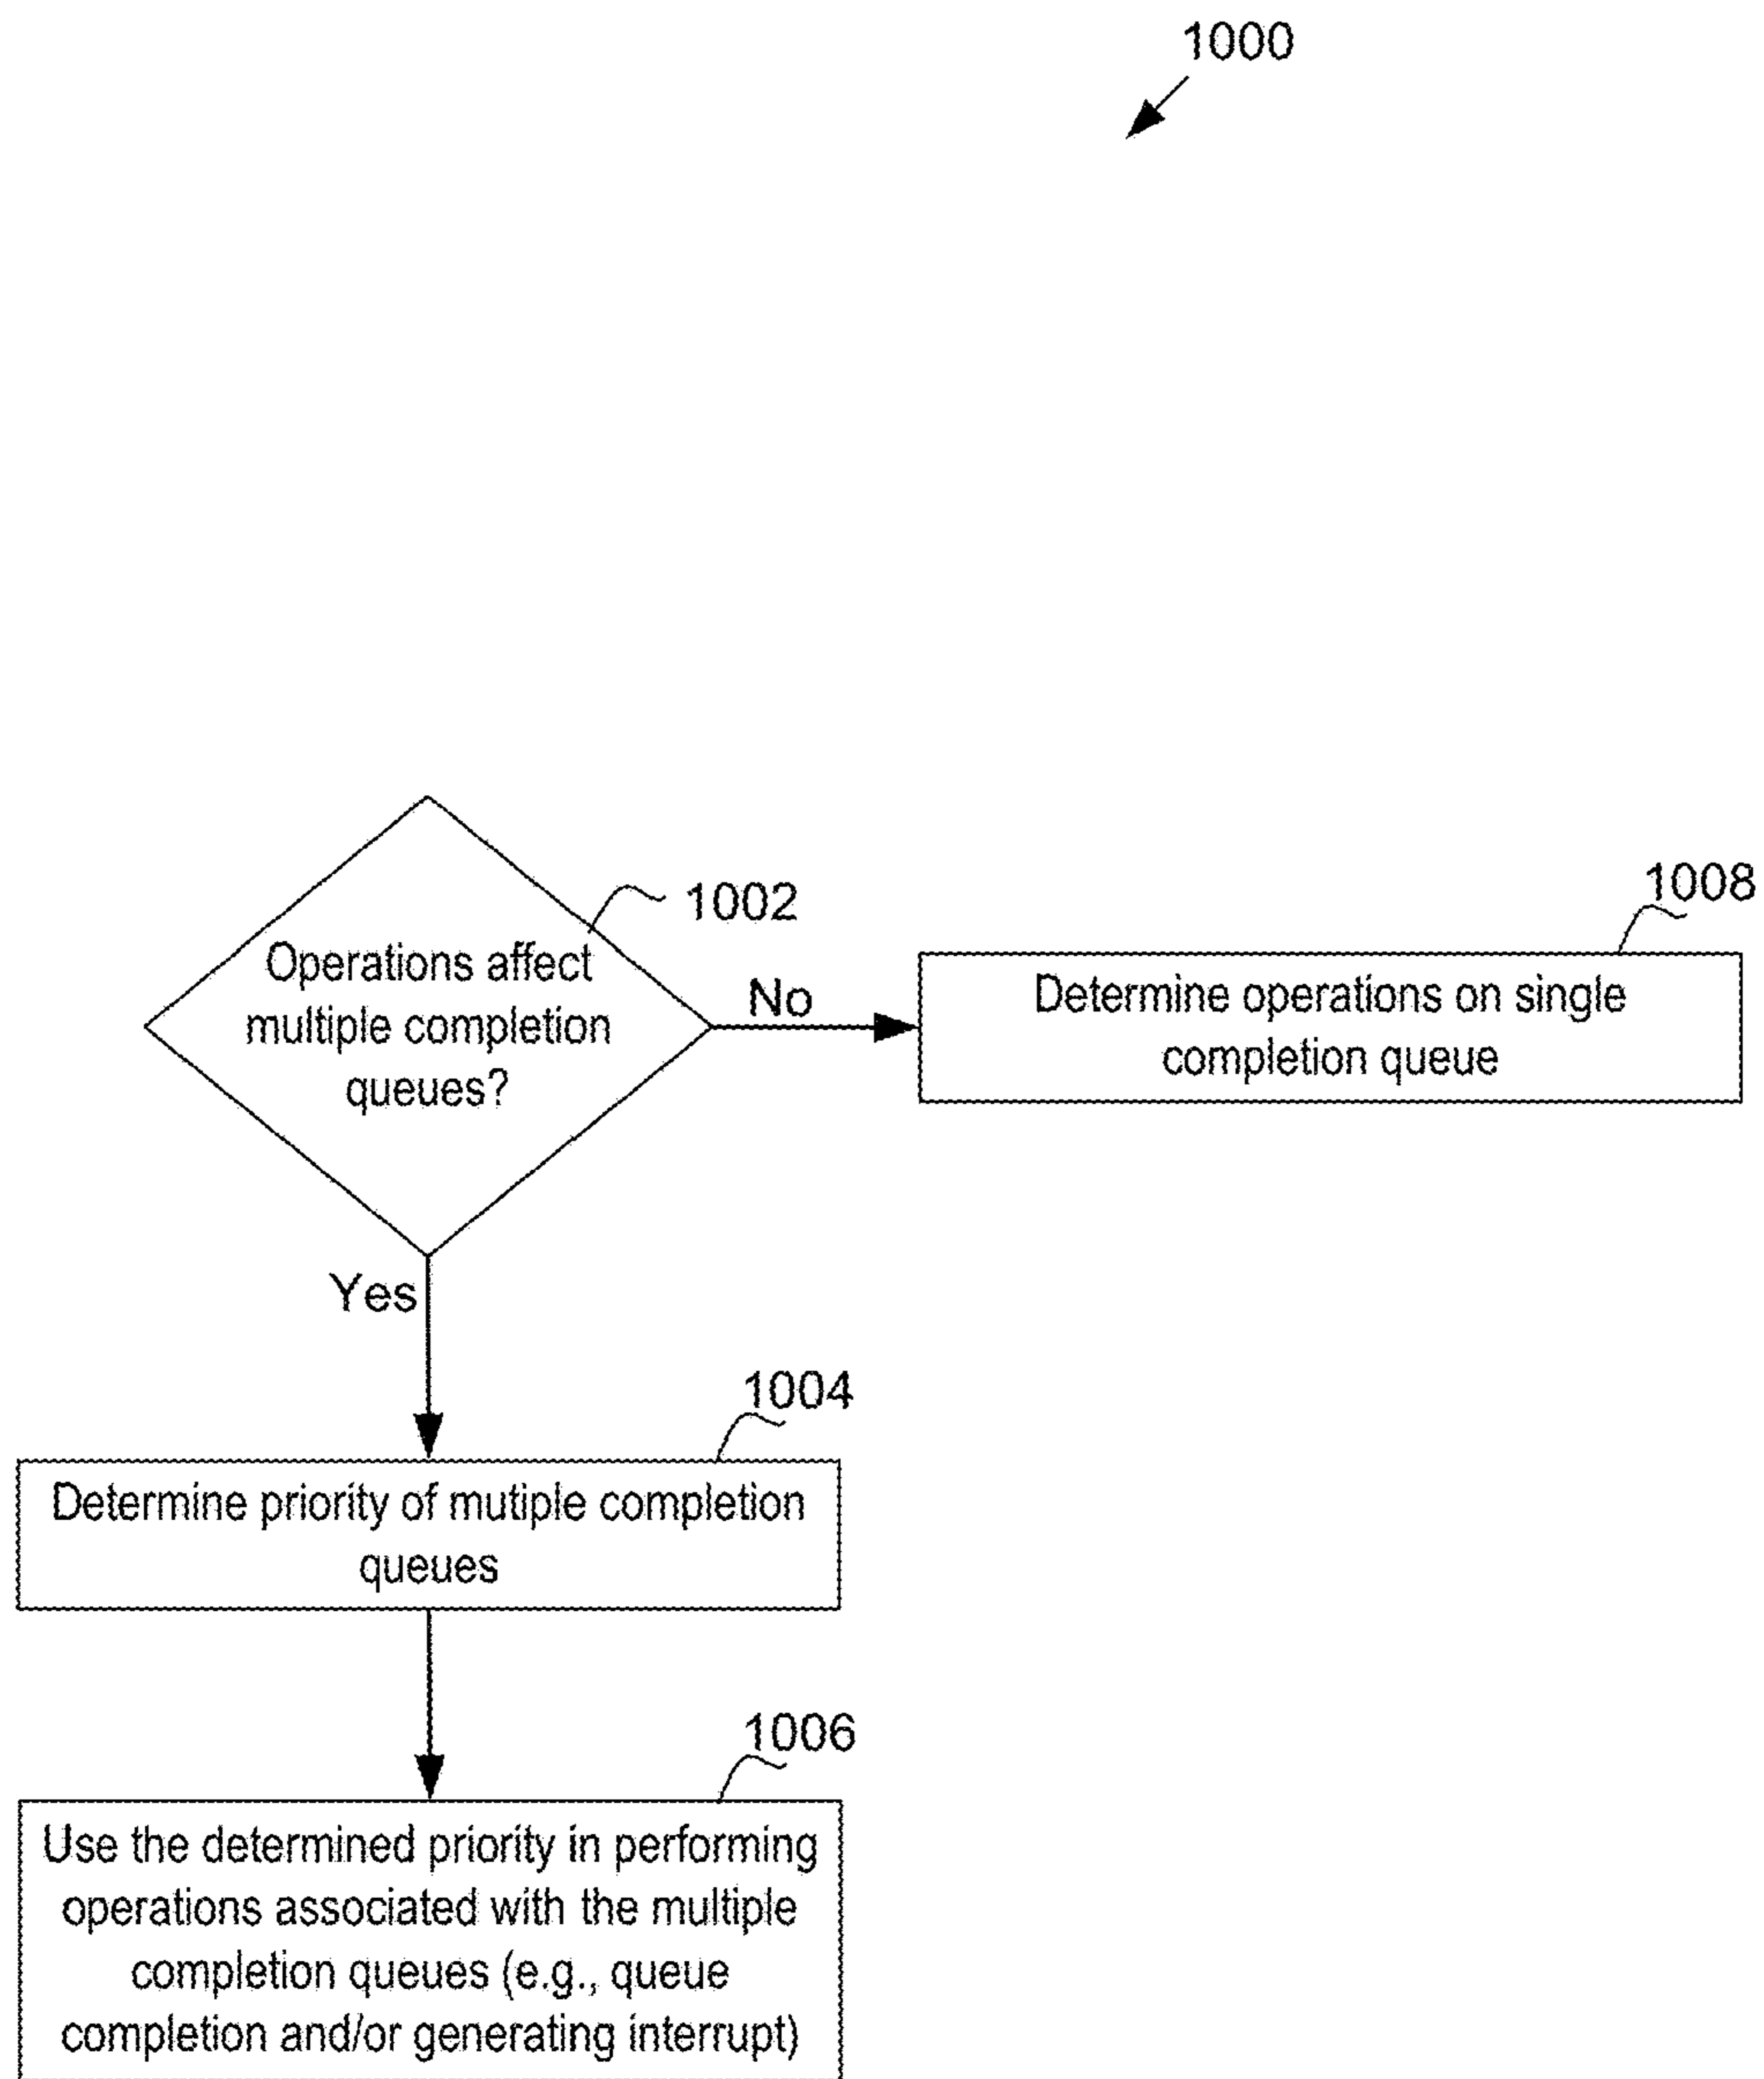 1000
1002
Operations affect
multiple completion
queues?
No
1008
Determine operations on single
completion queue
Yes
1004
Determine priority of mutiple completion
queues
1006
Use the determined priority in performing
operations associated with the multiple
completion queues (e.g., queue
completion and/or generating interrupt)